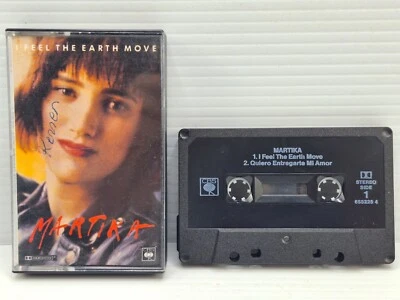 I FEEL THE EARTH MOVE
MARTIKA
CBS
MARTIKA
1. I Feel The Earth Move
2. Quiero Entregarte Mi Amor
CBS
STEREO
SIDE
1